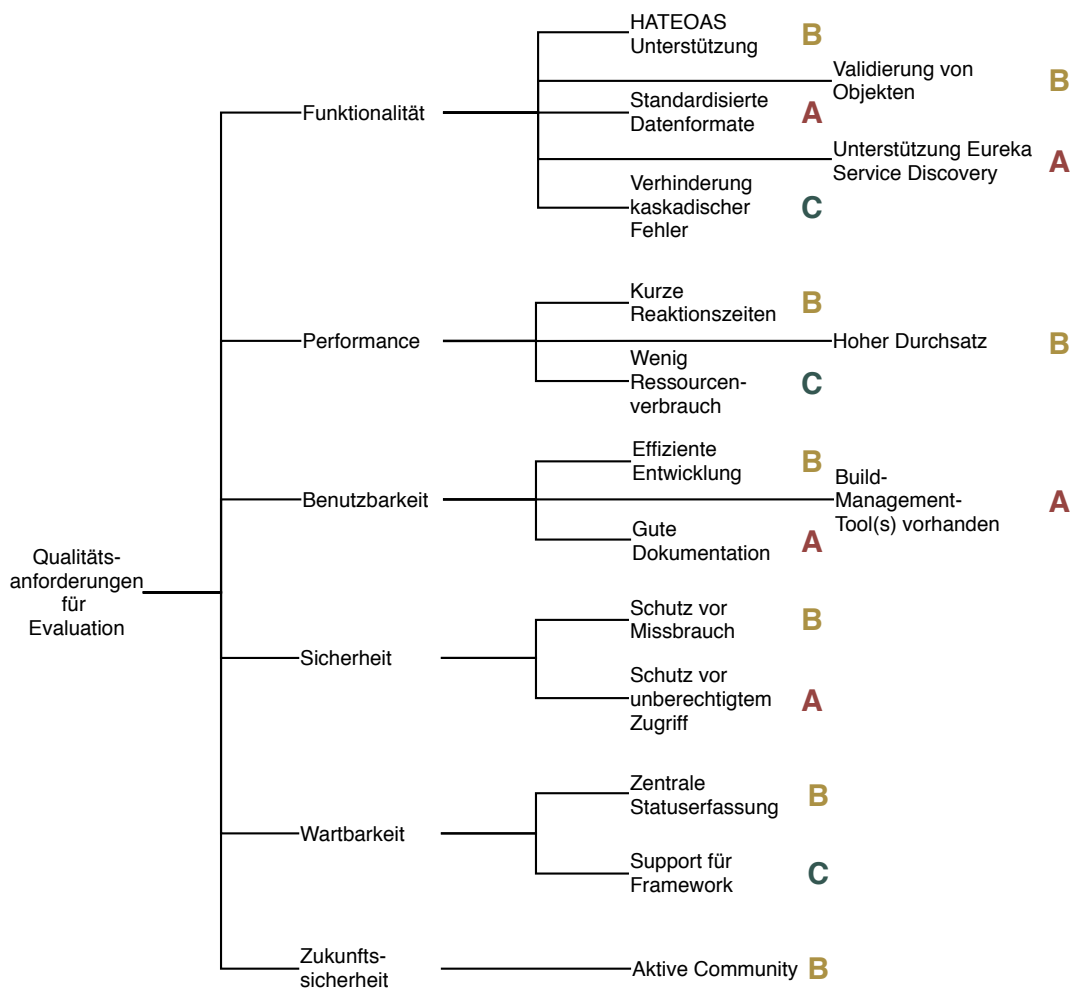 Qualitäts-
anforderungen
für
Evaluation
Funktionalität
HATEOAS
Unterstützung
B
Validierung von
Objekten
B
Standardisierte
Datenformate
A
Unterstützung Eureka
Service Discovery
A
Verhinderung
kaskadischer
Fehler
C
Performance
Kurze
Reaktionszeiten
B
Hoher Durchsatz
B
Wenig
Ressourcen-
verbrauch
C
Benutzbarkeit
Effiziente
Entwicklung
B
Build-
Management-
Tool(s) vorhanden
A
Gute
Dokumentation
A
Sicherheit
Schutz vor
Missbrauch
B
Schutz vor
unberechtigtem
Zugriff
A
Wartbarkeit
Zentrale
Statuserfassung
B
Support für
Framework
C
Zukunfts-
sicherheit
Aktive Community
B